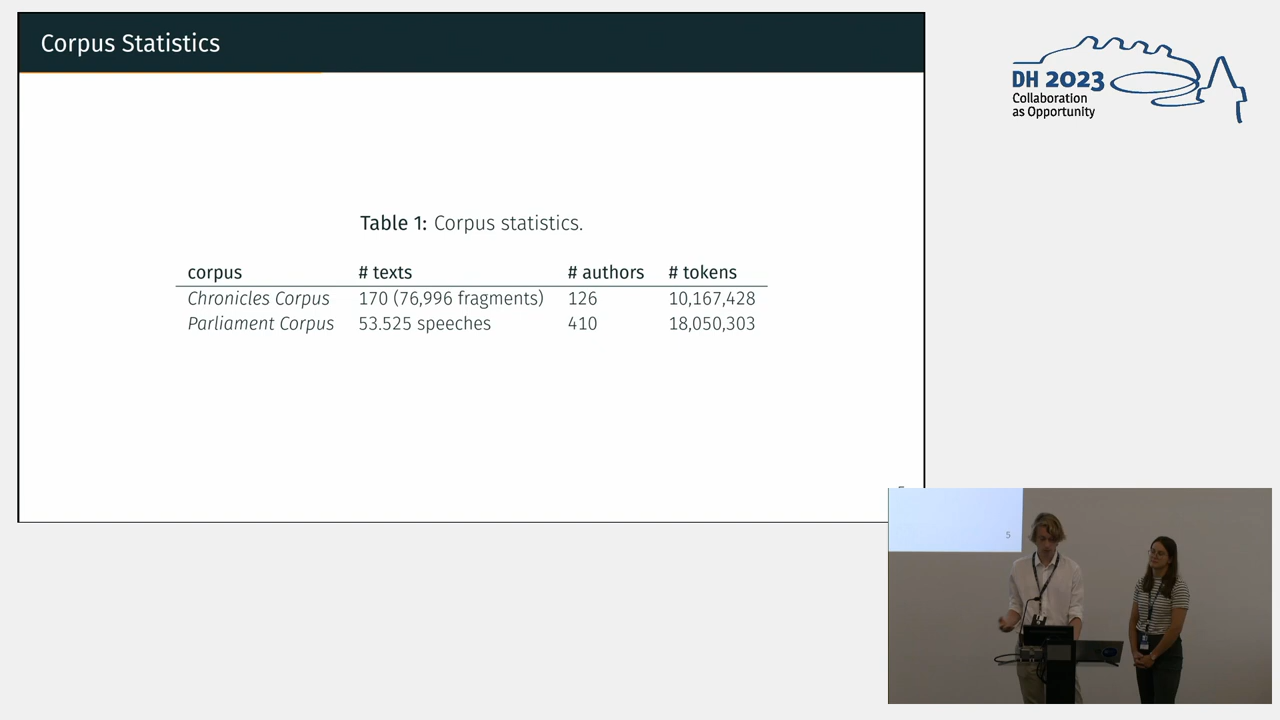 Corpus Statistics
DH 2023
Collaboration
as Opportunity
Table 1: Corpus statistics.
corpus # texts # authors # tokens
Chronicles Corpus 170 (76,996 fragments) 126 10,167,428
Parliament Corpus 53.525 speeches 410 18,050,303
5